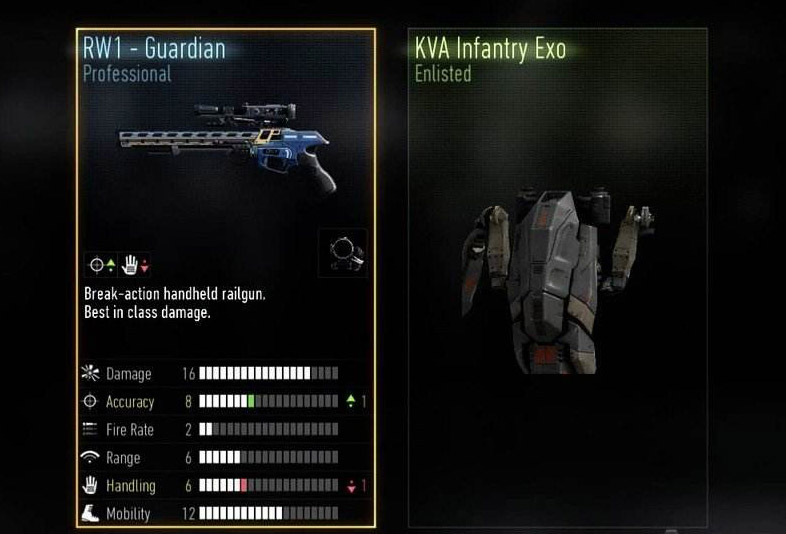 RW1 - Guardian
Professional
Break-action handheld railgun.
Best in class damage.
Damage 16
Accuracy 8 1
Fire Rate 2
Range 6
Handling 6 1
Mobility 12
KVA Infantry Exo
Enlisted